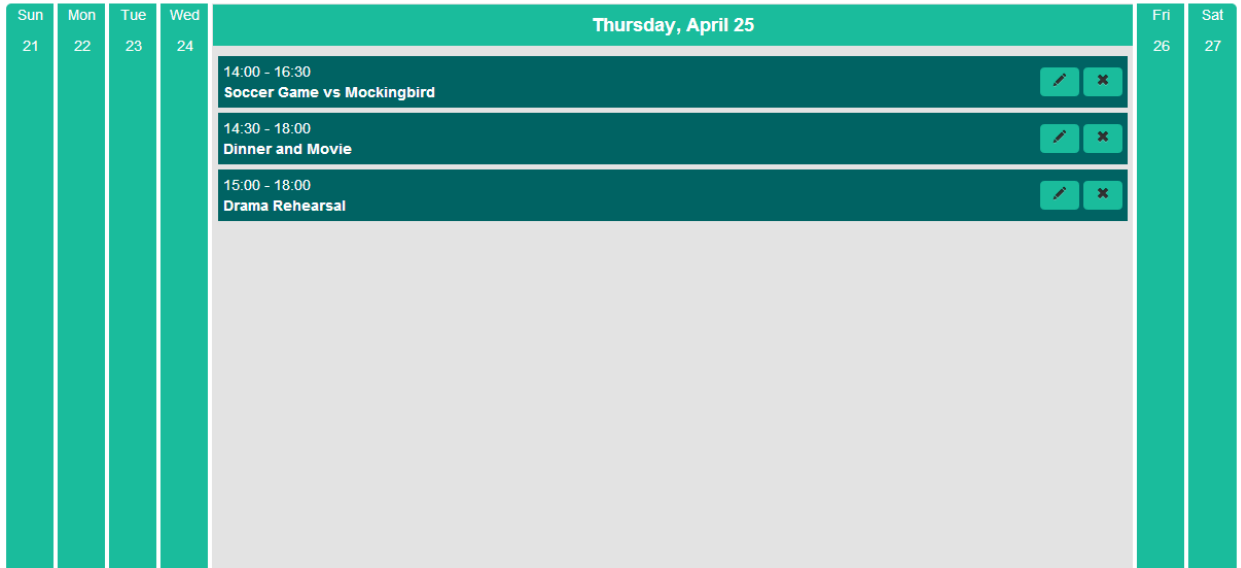 Sun
21
Mon
22
Tue
23
Wed
24
Thursday, April 25
14:00 - 16:30
Soccer Game vs Mockingbird
14:30 - 18:00
Dinner and Movie
15:00 - 18:00
Drama Rehearsal
Fri
26
Sat
27